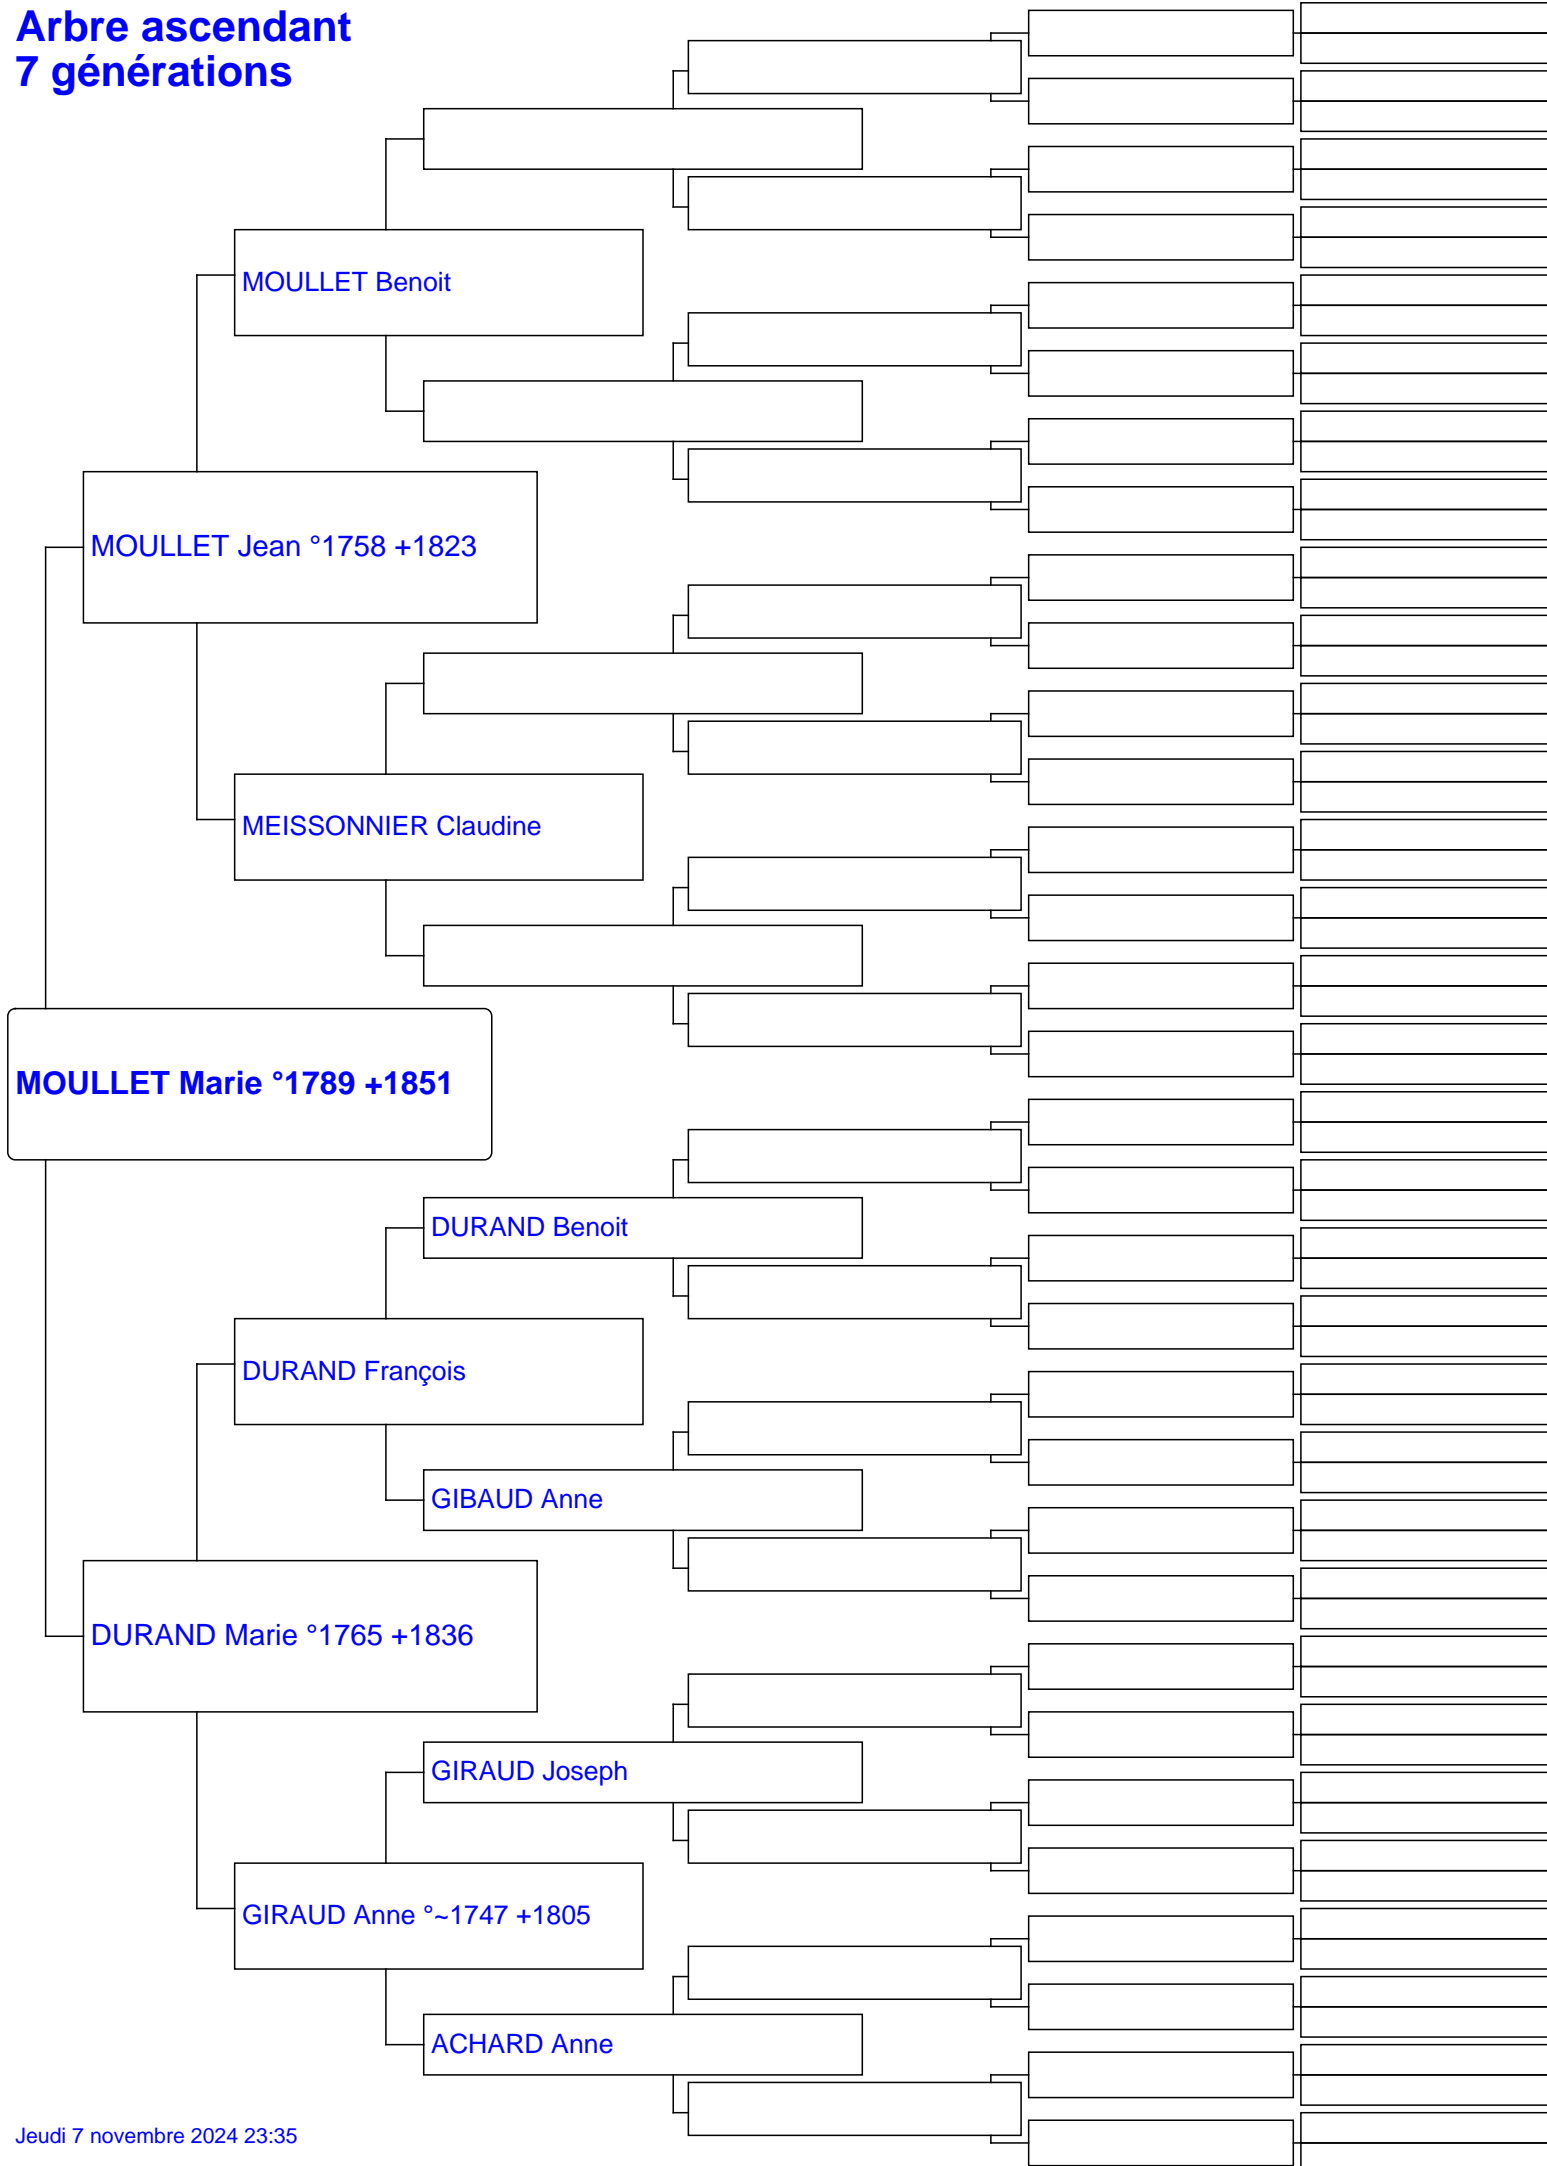 Arbre ascendant
7 générations
MOULLET Benoit
MOULLET Jean °1758 +1823
MEISSONNIER Claudine
MOULLET Marie °1789 +1851
DURAND Benoit
DURAND François
GIBAUD Anne
DURAND Marie °1765 +1836
GIRAUD Joseph
GIRAUD Anne °~1747 +1805
ACHARD Anne
Jeudi 7 novembre 2024 23:35